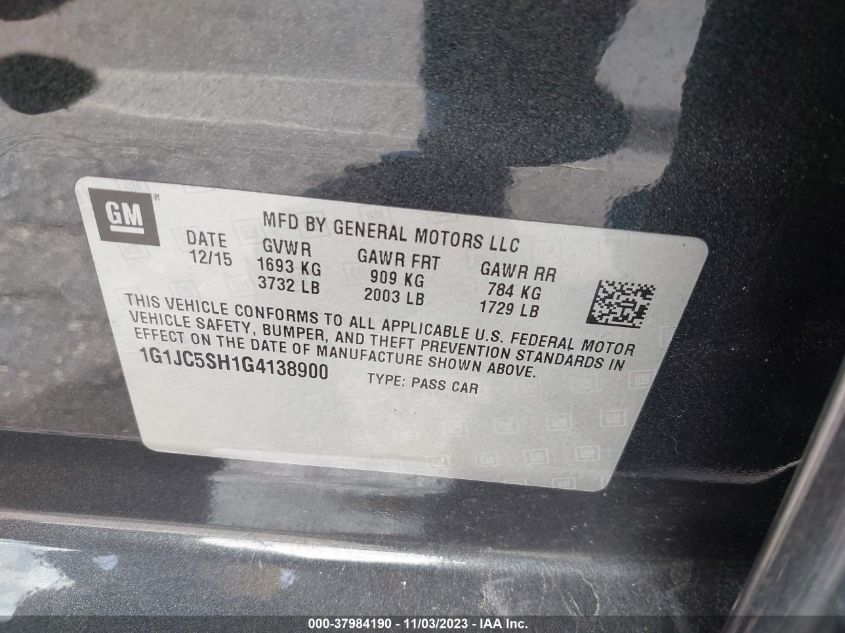 GM ®
MFD BY GENERAL MOTORS LLC
DATE GVWR GAWR FRT GAWR RR
12/15 1693 KG 909 KG 784 KG
3732 LB 2003 LB 1729 LB
THIS VEHICLE CONFORMS TO ALL APPLICABLE U.S. FEDERAL MOTOR
VEHICLE SAFETY, BUMPER, AND THEFT PREVENTION STANDARDS IN
EFFECT ON THE DATE OF MANUFACTURE SHOWN ABOVE.
1G1JC5SH1G4138900 TYPE: PASS CAR
000-37984190 - 11/03/2023 - IAA Inc.